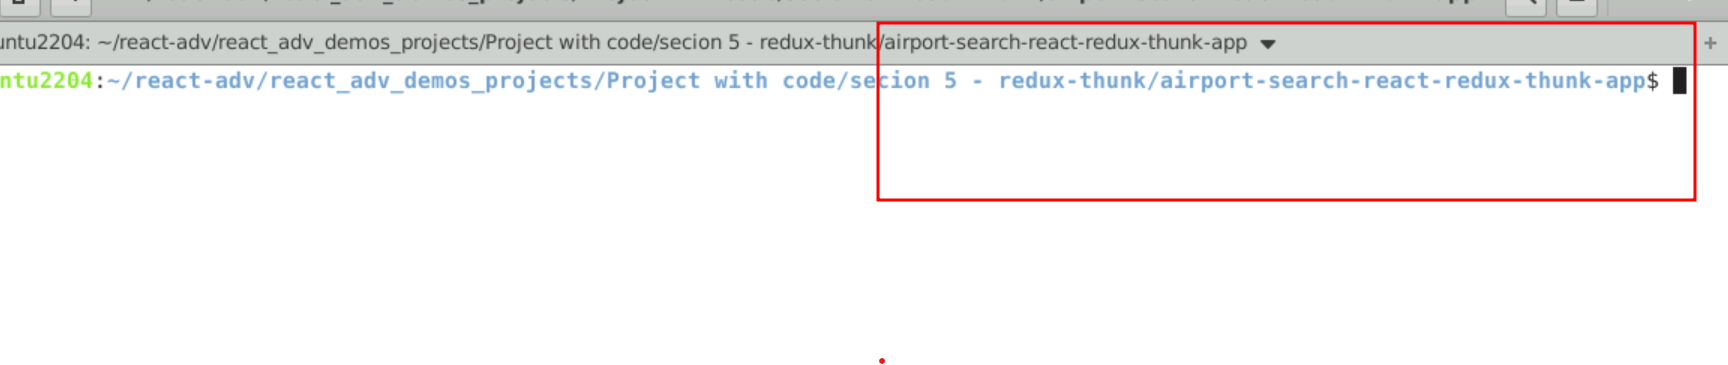 untu2204: ~/react-adv/react_adv_demos_projects/Project with code/secion 5 - redux-thunk/airport-search-react-redux-thunk-app
ntu2204:~/react-adv/react_adv_demos_projects/Project with code/secion 5 - redux-thunk/airport-search-react-redux-thunk-app$